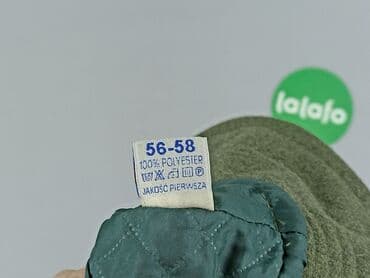 lalafo
56-58
100% POLYESTER
P
JAKOŚĆ PIERWSZA